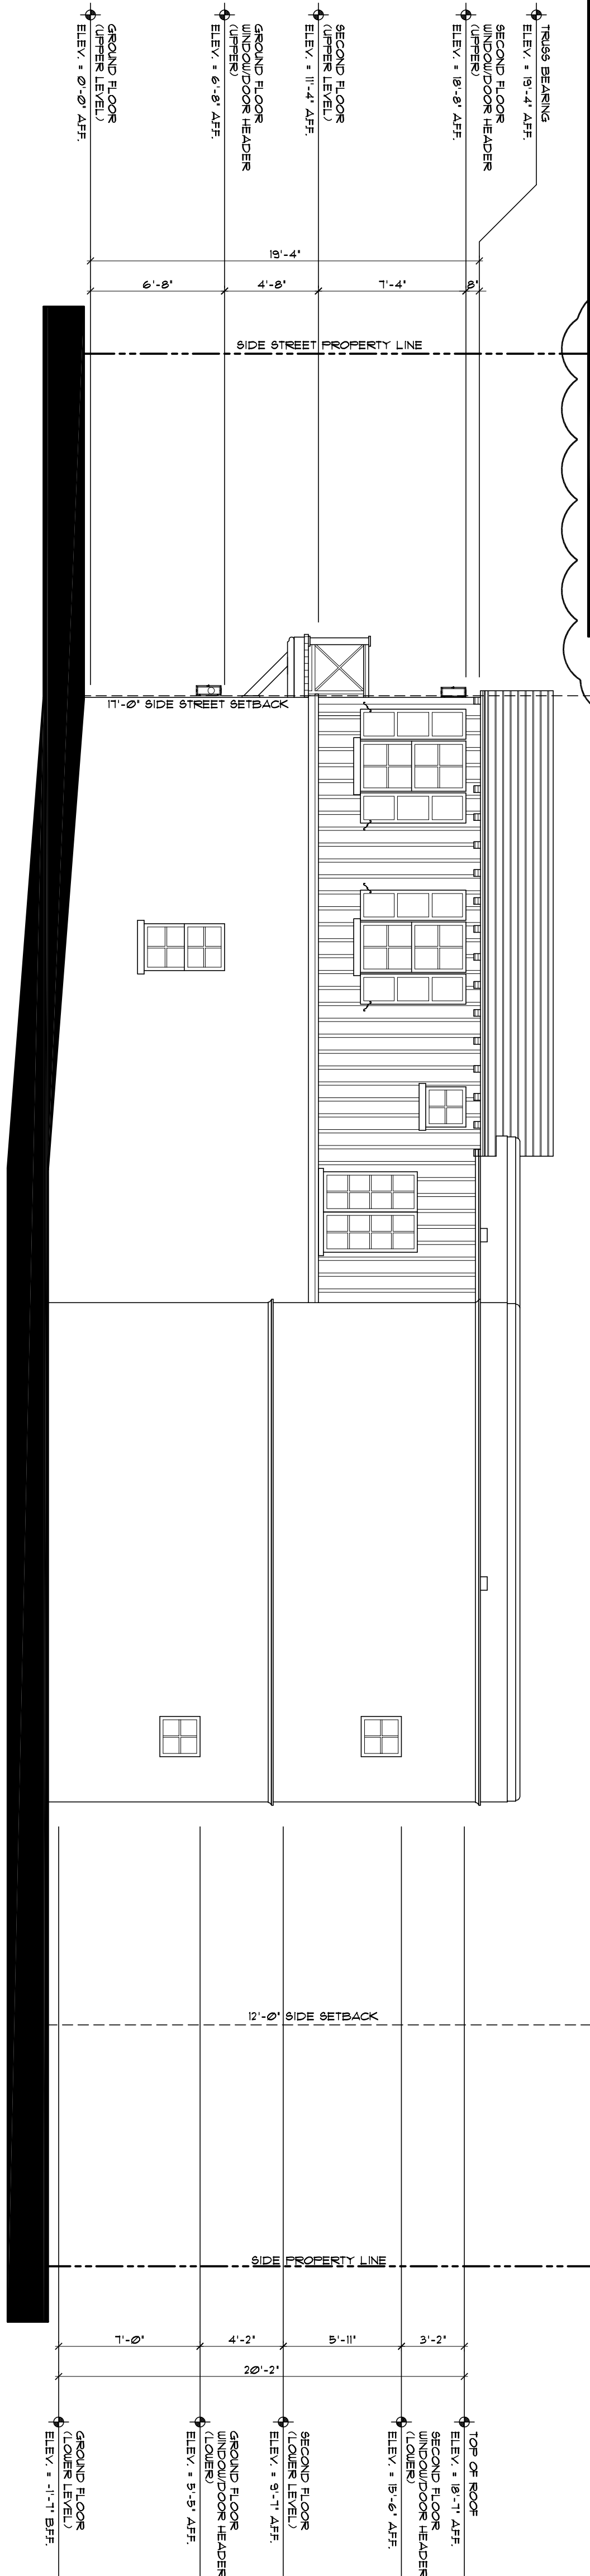 TRUSS BEARING
ELEV. = 19'-4" A.F.F.
SECOND FLOOR
WINDOW/DOOR HEADER
(UPPER)
ELEV. = 18'-8" A.F.F.
SECOND FLOOR
(UPPER LEVEL)
ELEV. = 11'-4" A.F.F.
GROUND FLOOR
WINDOW/DOOR HEADER
(UPPER)
ELEV. = 6'-8" A.F.F.
GROUND FLOOR
(UPPER LEVEL)
ELEV. = 0'-0" A.F.F.
19'-4"
6'-8"
4'-8"
7'-4"
8"
SIDE STREET PROPERTY LINE
17'-0" SIDE STREET SETBACK
12'-0" SIDE SETBACK
SIDE PROPERTY LINE
7'-0"
4'-2"
5'-11"
3'-2"
20'-2"
TOP OF ROOF
ELEV. = 18'-7" A.F.F.
SECOND FLOOR
WINDOW/DOOR HEADER
(LOWER)
ELEV. = 15'-6" A.F.F.
SECOND FLOOR
(LOWER LEVEL)
ELEV. = 9'-7" A.F.F.
GROUND FLOOR
WINDOW/DOOR HEADER
(LOWER)
ELEV. = 5'-5" A.F.F.
GROUND FLOOR
(LOWER LEVEL)
ELEV. = -1'-7" B.F.F.